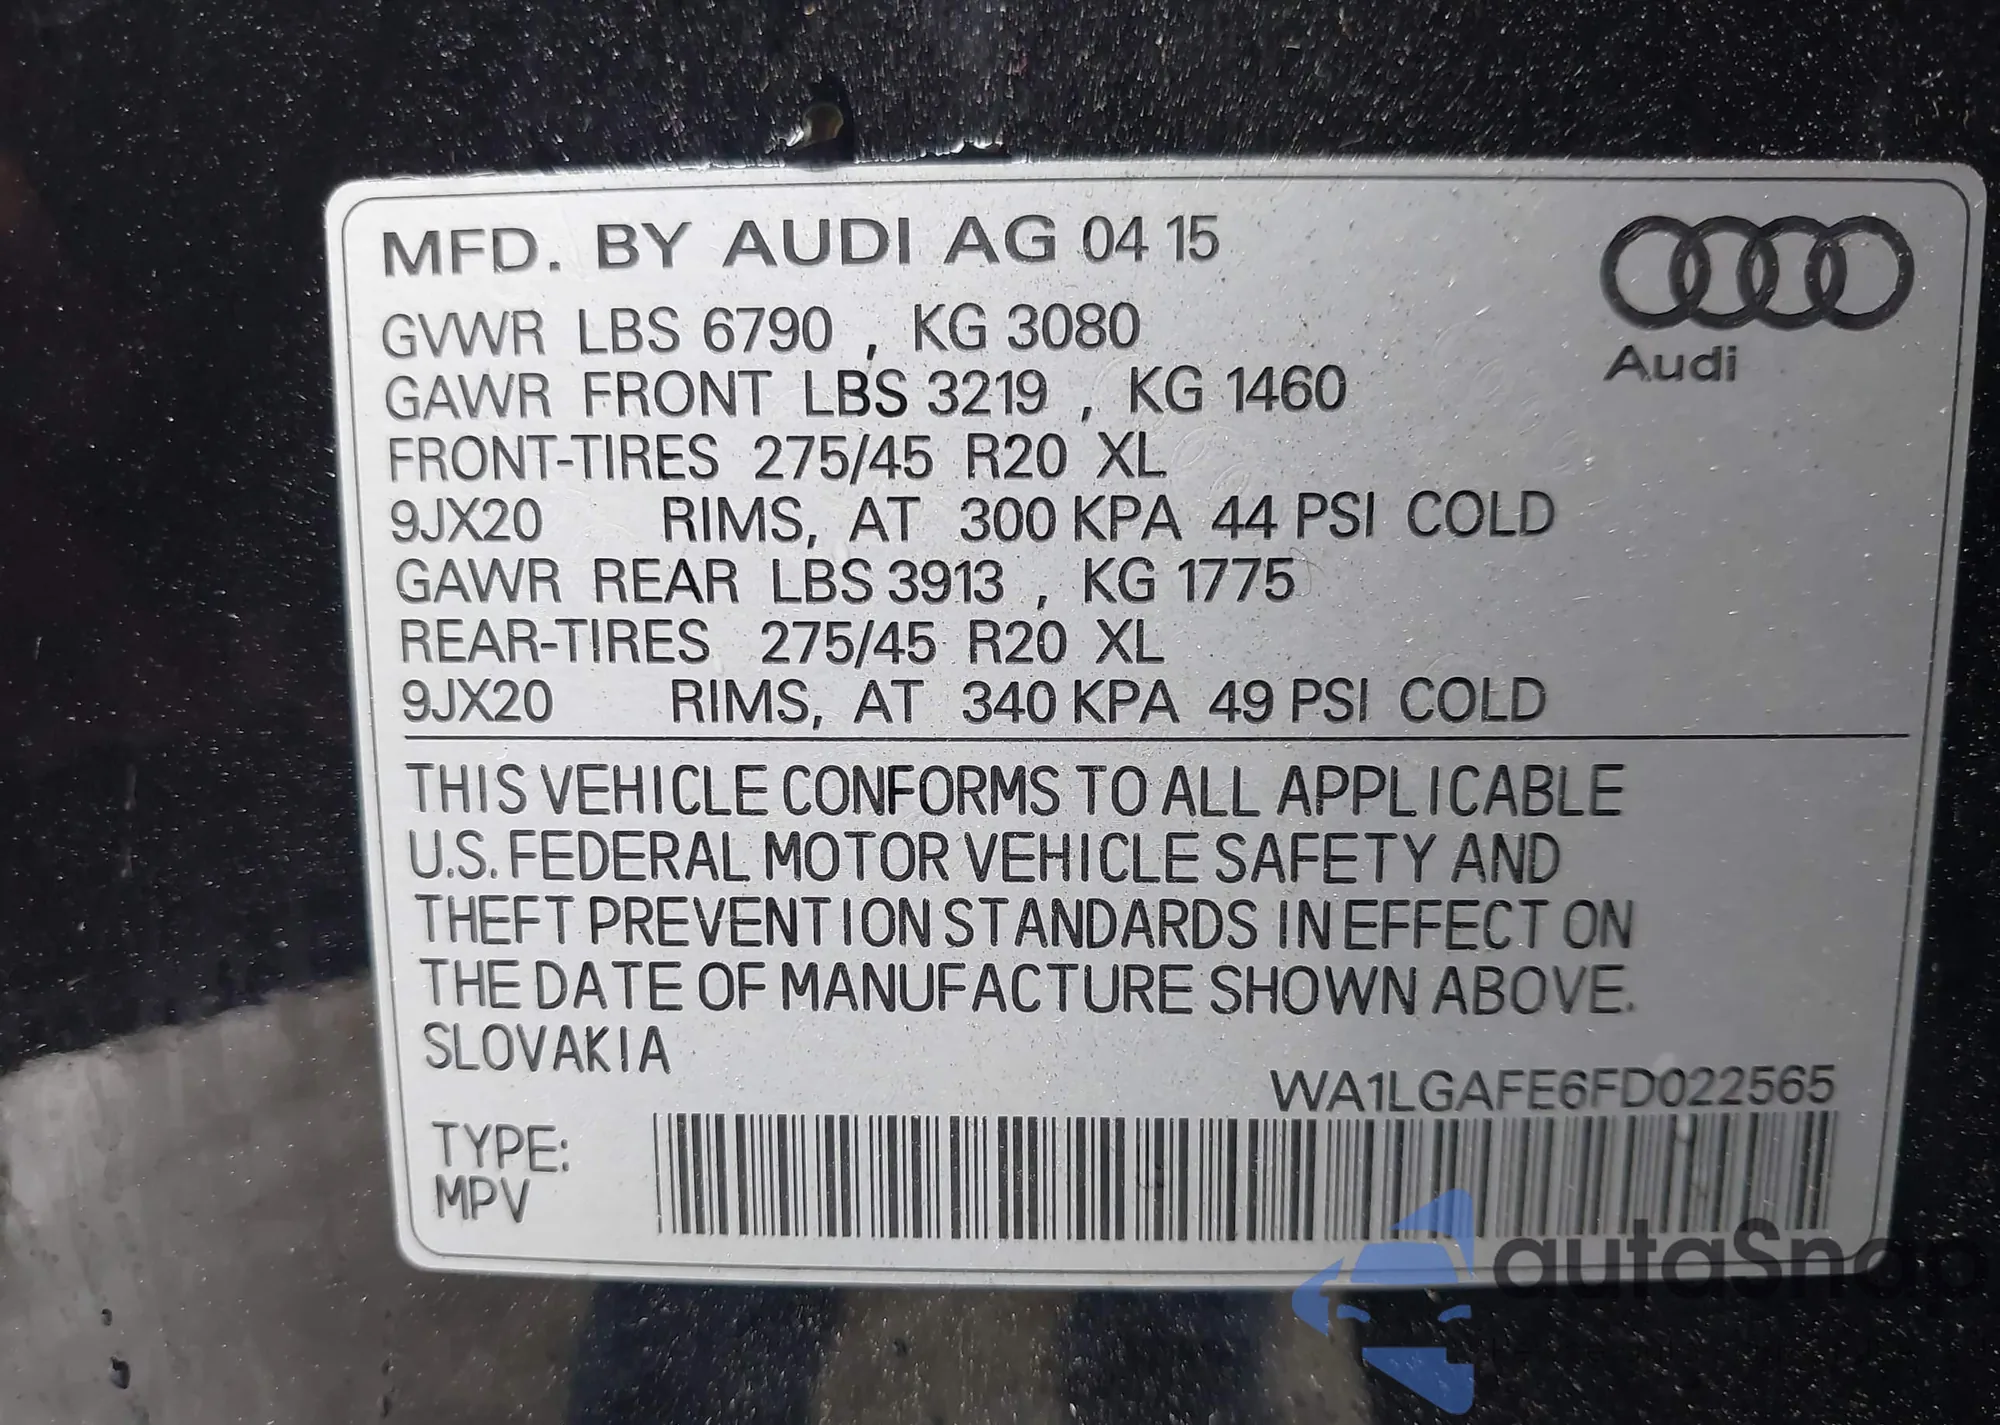 MFD. BY AUDI AG 04 15
Audi
GVWR LBS 6790 , KG 3080
GAWR FRONT LBS 3219 , KG 1460
FRONT-TIRES 275/45 R20 XL
9JX20 RIMS, AT 300 KPA 44 PSI COLD
GAWR REAR LBS 3913 , KG 1775
REAR-TIRES 275/45 R20 XL
9JX20 RIMS, AT 340 KPA 49 PSI COLD
THIS VEHICLE CONFORMS TO ALL APPLICABLE
U.S. FEDERAL MOTOR VEHICLE SAFETY AND
THEFT PREVENTION STANDARDS IN EFFECT ON
THE DATE OF MANUFACTURE SHOWN ABOVE.
SLOVAKIA
WA1LGAFE6FD022565
TYPE:
MPV
autaSnap